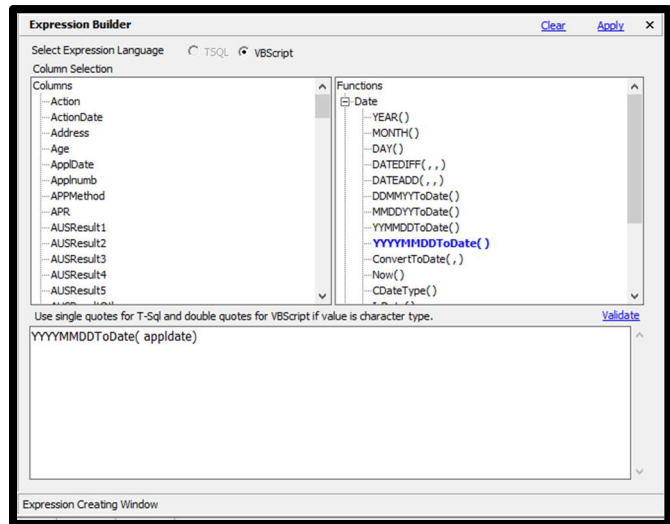 Expression Builder Clear Apply ×
Select Expression Language TSQL VBScript
Column Selection
Columns
Action
ActionDate
Address
Age
ApplDate
Applnumb
APPMethod
APR
AUSResult1
AUSResult2
AUSResult3
AUSResult4
AUSResult5
Functions
Date
YEAR()
MONTH()
DAY()
DATEDIFF(,,)
DATEADD(,,)
DDMMYYToDate()
MMDDYYToDate()
YYMMDDToDate()
YYYYMMDDToDate( )
ConvertToDate(,)
Now()
CDateType()
Use single quotes for T-Sql and double quotes for VBScript if value is character type. Validate
YYYYMMDDToDate( appldate)
Expression Creating Window